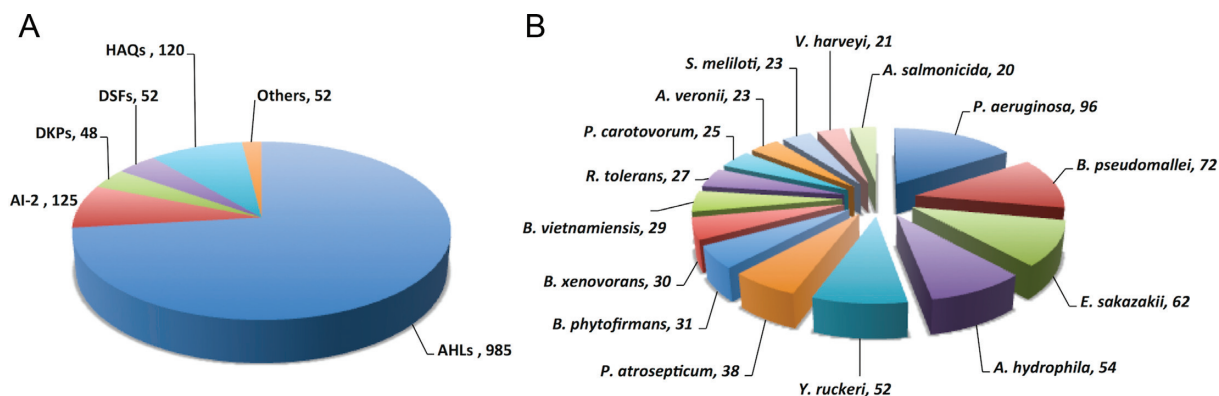 A
HAQs , 120
DSFs, 52
Others, 52
DKPs, 48
AI-2 , 125
AHLs , 985
B
V. harveyi, 21
S. meliloti, 23
A. salmonicida, 20
A. veronii, 23
P. aeruginosa, 96
P. carotovorum, 25
B. pseudomallei, 72
R. tolerans, 27
B. vietnamiensis, 29
B. xenovorans, 30
E. sakazakii, 62
B. phytofirmans, 31
P. atrosepticum, 38
A. hydrophila, 54
Y. ruckeri, 52